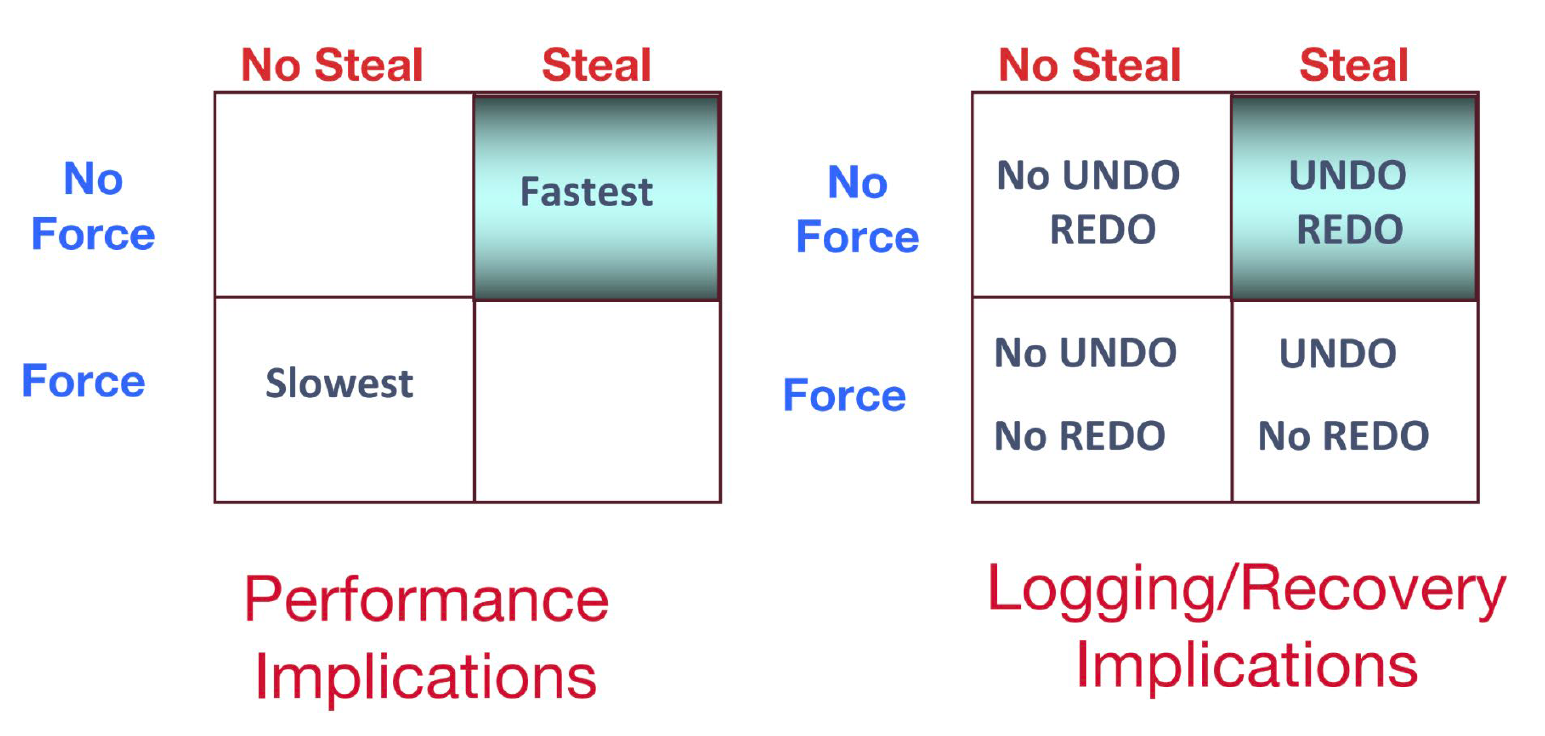 No Steal Steal
No
Force
Fastest
Force
Slowest
Performance
Implications
No Steal Steal
No
Force
No UNDO
REDO
UNDO
REDO
Force
No UNDO
No REDO
UNDO
No REDO
Logging/Recovery
Implications